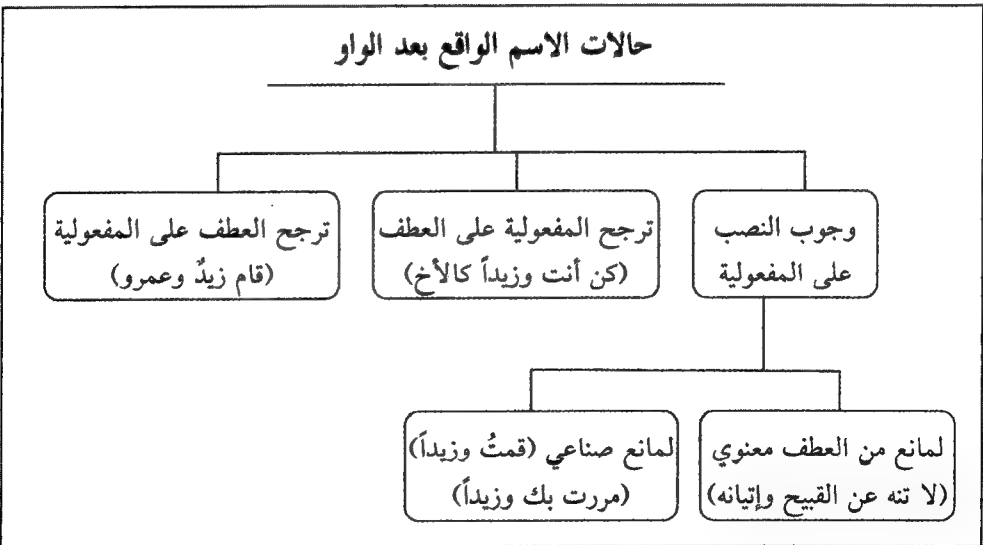 حالات الاسم الواقع بعد الواو
وجوب النصب
على المفعولية
ترجح المفعولية على العطف
(كن أنت وزيداً كالأخ)
ترجح العطف على المفعولية
(قام زيدٌ وعمرو)
لمانع من العطف معنوي
(لا تنه عن القبيح وإتيانه)
لمانع صناعي (قمتُ وزيداً)
(مررت بك وزيداً)